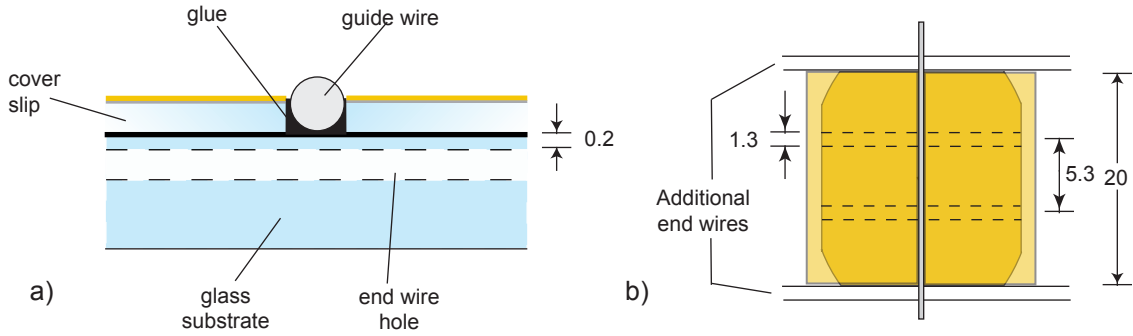 glue
guide wire
cover
slip
0.2
a)
glass
substrate
end wire
hole
1.3
5.3
20
Additional
end wires
b)